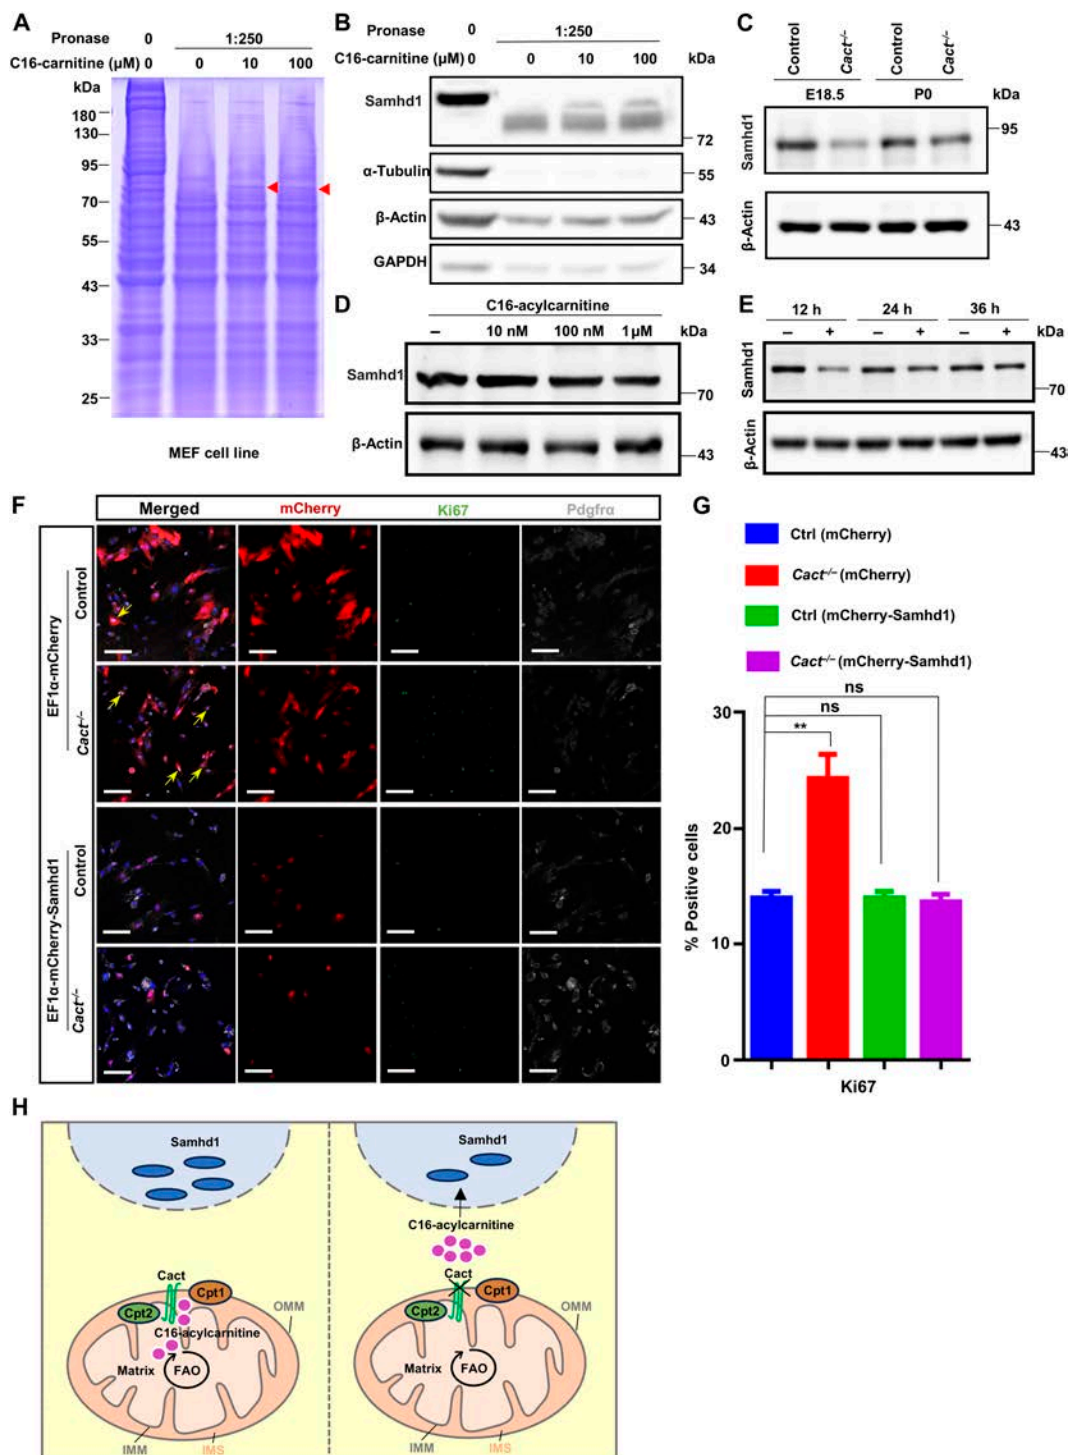 A
Pronase 0 1:250
C16-carnitine (μM) 0 0 10 100
kDa
180
130
95
70
55
43
33
25
MEF cell line
B
Pronase 0 1:250
C16-carnitine (μM) 0 0 10 100 kDa
Samhd1
72
α-Tubulin 55
β-Actin 43
GAPDH 34
C
Control Cact–/– Control Cact–/–
E18.5 P0 kDa
Samhd1 95
β-Actin 43
D
C16-acylcarnitine
– 10 nM 100 nM 1μM kDa
Samhd1 70
β-Actin 43
E
12 h 24 h 36 h
– + – + – + kDa
Samhd1 70
β-Actin 43
F
Merged mCherry Ki67 Pdgfrα
EF1α-mCherry
Control
Cact–/–
EF1α-mCherry-Samhd1
Control
Cact–/–
G
Ctrl (mCherry)
Cact–/– (mCherry)
Ctrl (mCherry-Samhd1)
Cact–/– (mCherry-Samhd1)
ns
ns
**
% Positive cells
30
20
10
0
Ki67
H
Samhd1
Cact
Cpt1
Cpt2
OMM
C16-acylcarnitine
Matrix FAO
IMM IMS
Samhd1
C16-acylcarnitine
Cact
Cpt1
Cpt2
OMM
Matrix FAO
IMM IMS